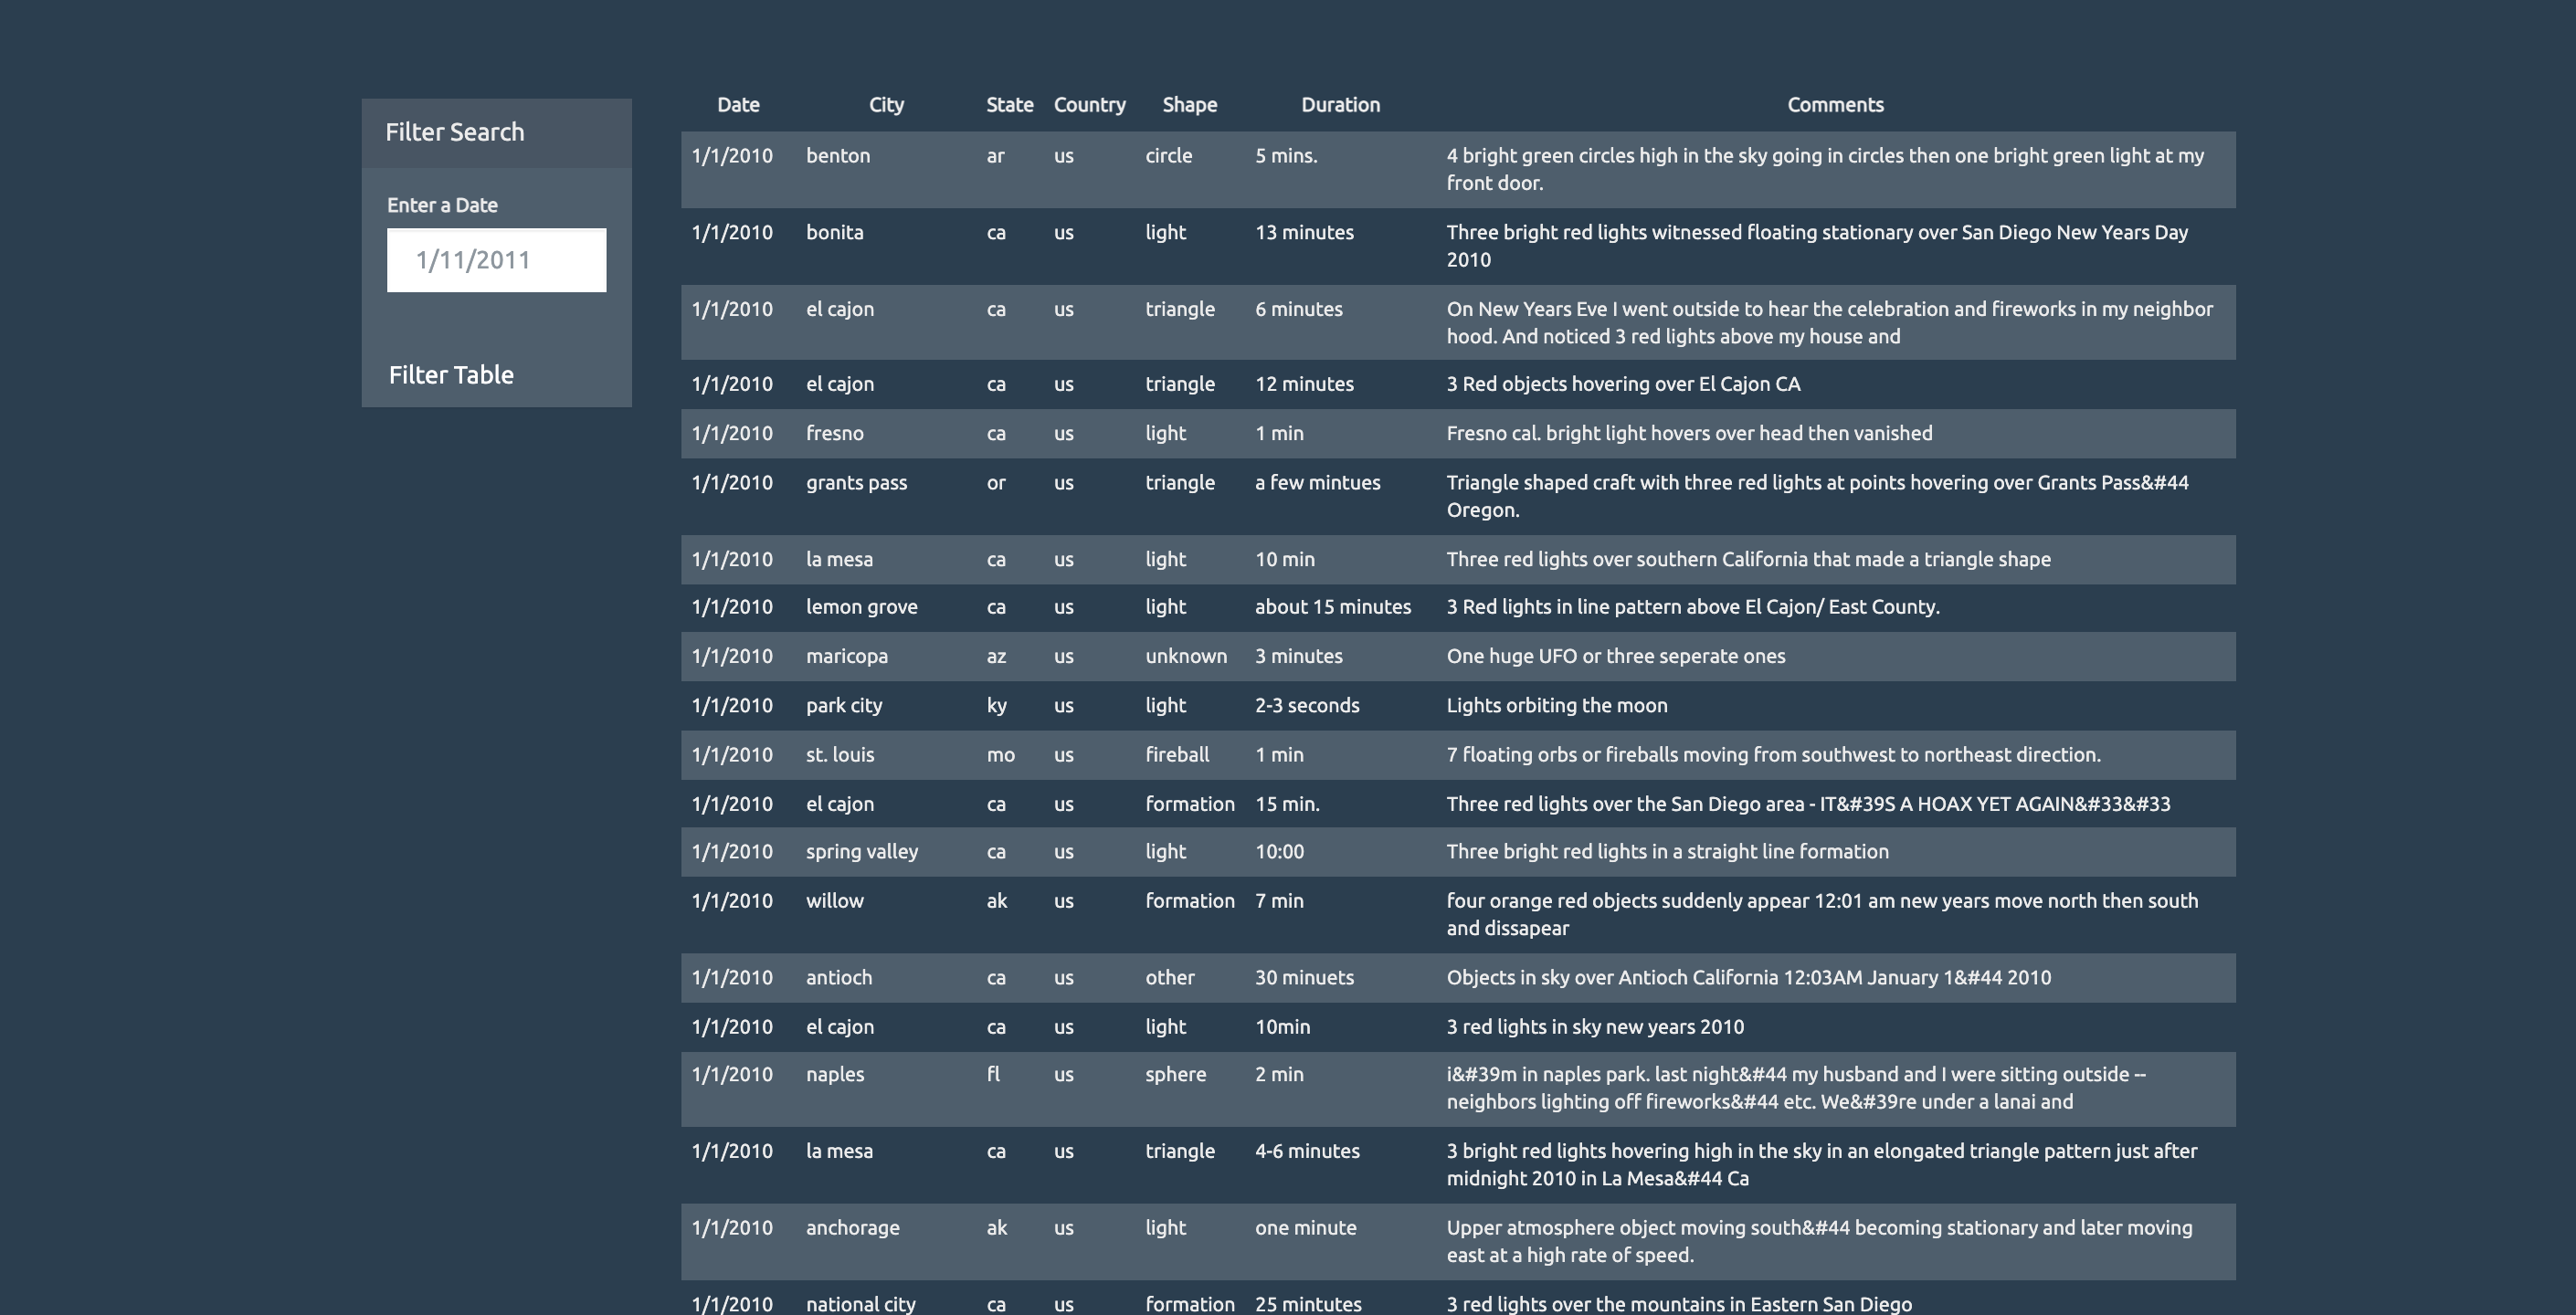 Filter Search
Enter a Date
1/11/2011
Filter Table
Date City State Country Shape Duration Comments
1/1/2010 benton ar us circle 5 mins. 4 bright green circles high in the sky going in circles then one bright green light at my
front door.
1/1/2010 bonita ca us light 13 minutes Three bright red lights witnessed floating stationary over San Diego New Years Day
2010
1/1/2010 el cajon ca us triangle 6 minutes On New Years Eve I went outside to hear the celebration and fireworks in my neighbor
hood. And noticed 3 red lights above my house and
1/1/2010 el cajon ca us triangle 12 minutes 3 Red objects hovering over El Cajon CA
1/1/2010 fresno ca us light 1 min Fresno cal. bright light hovers over head then vanished
1/1/2010 grants pass or us triangle a few mintues Triangle shaped craft with three red lights at points hovering over Grants Pass&#44
Oregon.
1/1/2010 la mesa ca us light 10 min Three red lights over southern California that made a triangle shape
1/1/2010 lemon grove ca us light about 15 minutes 3 Red lights in line pattern above El Cajon/ East County.
1/1/2010 maricopa az us unknown 3 minutes One huge UFO or three seperate ones
1/1/2010 park city ky us light 2-3 seconds Lights orbiting the moon
1/1/2010 st. louis mo us fireball 1 min 7 floating orbs or fireballs moving from southwest to northeast direction.
1/1/2010 el cajon ca us formation 15 min. Three red lights over the San Diego area - IT&#39S A HOAX YET AGAIN&#33&#33
1/1/2010 spring valley ca us light 10:00 Three bright red lights in a straight line formation
1/1/2010 willow ak us formation 7 min four orange red objects suddenly appear 12:01 am new years move north then south
and dissapear
1/1/2010 antioch ca us other 30 minuets Objects in sky over Antioch California 12:03AM January 1&#44 2010
1/1/2010 el cajon ca us light 10min 3 red lights in sky new years 2010
1/1/2010 naples fl us sphere 2 min i&#39m in naples park. last night&#44 my husband and I were sitting outside --
neighbors lighting off fireworks&#44 etc. We&#39re under a lanai and
1/1/2010 la mesa ca us triangle 4-6 minutes 3 bright red lights hovering high in the sky in an elongated triangle pattern just after
midnight 2010 in La Mesa&#44 Ca
1/1/2010 anchorage ak us light one minute Upper atmosphere object moving south&#44 becoming stationary and later moving
east at a high rate of speed.
1/1/2010 national city ca us formation 25 mintutes 3 red lights over the mountains in Eastern San Diego